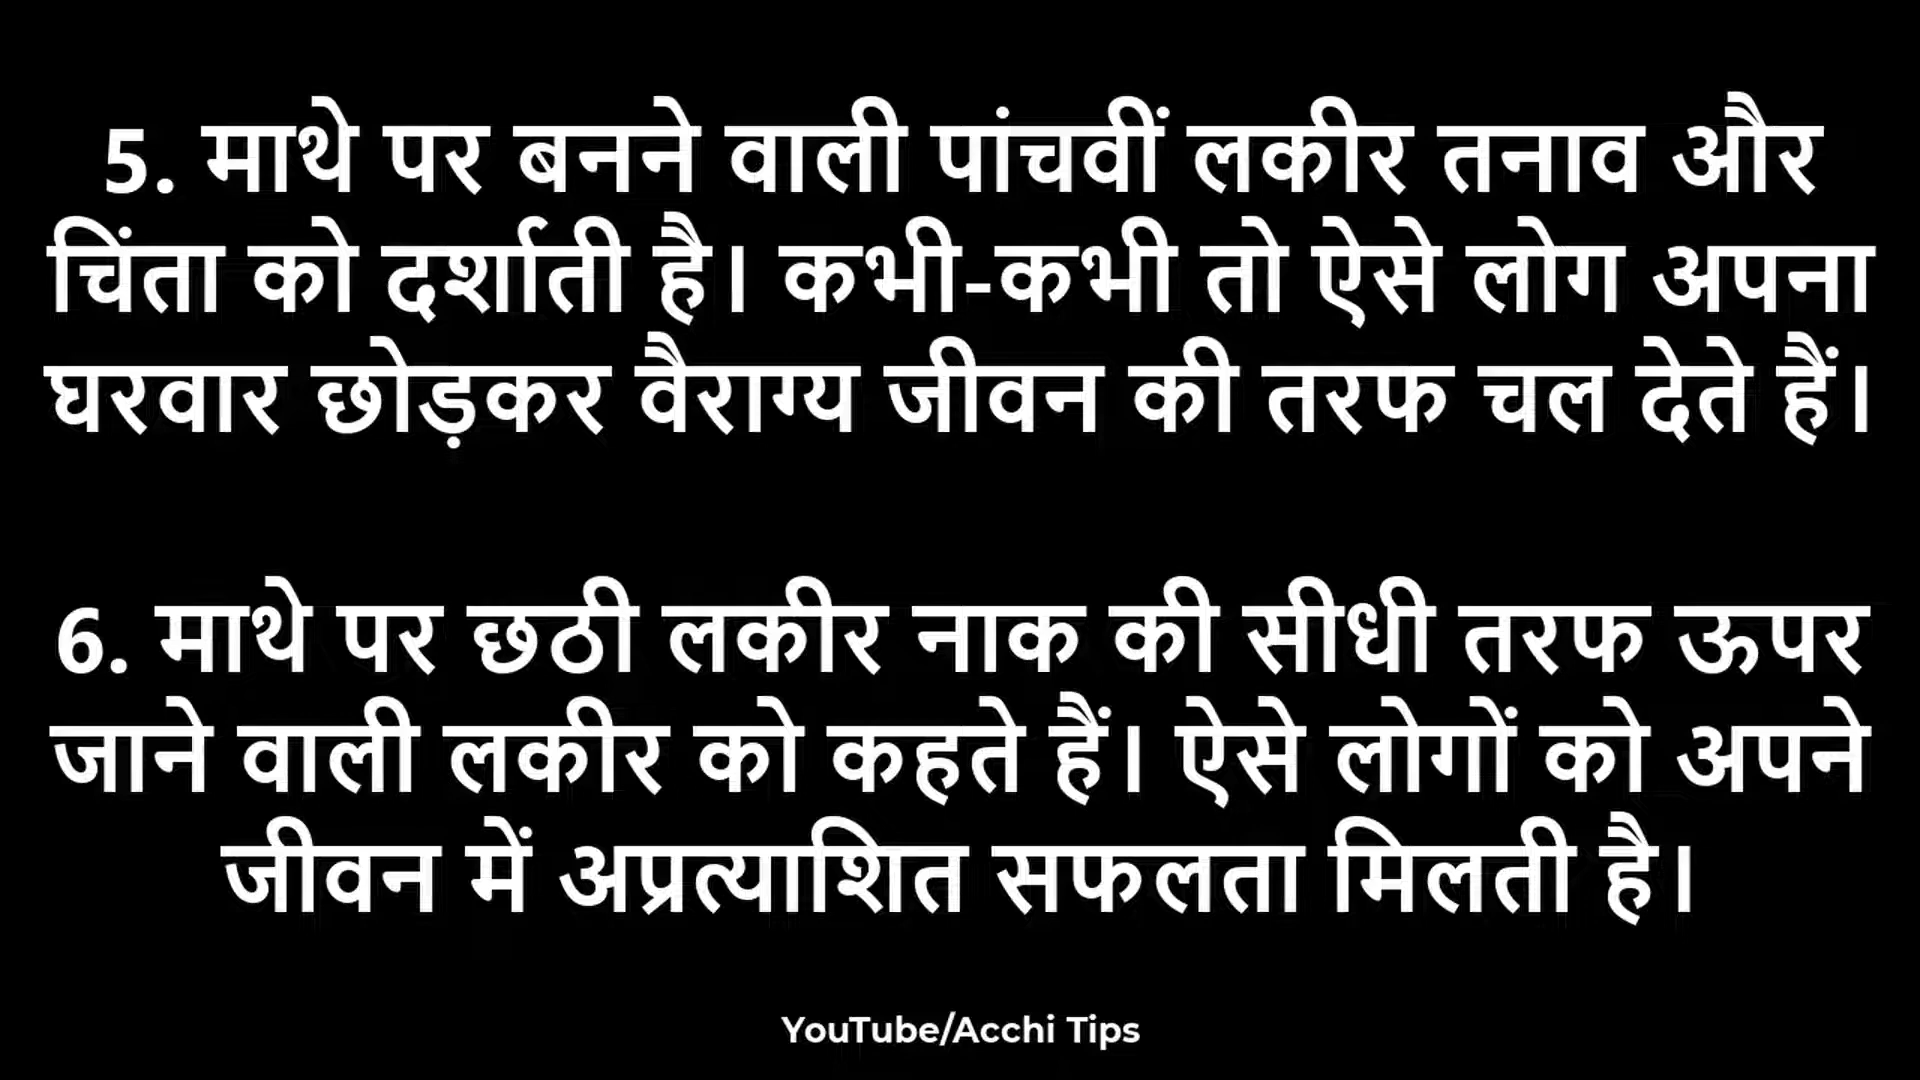 5. माथे पर बनने वाली पांचवीं लकीर तनाव और
चिंता को दर्शाती है। कभी-कभी तो ऐसे लोग अपना
घरवार छोड़कर वैराग्य जीवन की तरफ चल देते हैं।
6. माथे पर छठी लकीर नाक की सीधी तरफ ऊपर
जाने वाली लकीर को कहते हैं। ऐसे लोगों को अपने
जीवन में अप्रत्याशित सफलता मिलती है।
YouTube/Acchi Tips